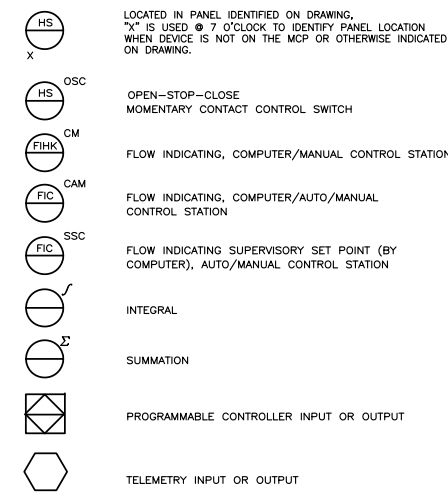 HS
X
LOCATED IN PANEL IDENTIFIED ON DRAWING,
"X" IS USED @ 7 O'CLOCK TO IDENTIFY PANEL LOCATION
WHEN DEVICE IS NOT ON THE MCP OR OTHERWISE INDICATED
ON DRAWING.
HS
OSC
OPEN-STOP-CLOSE
MOMENTARY CONTACT CONTROL SWITCH
FIHK
CM
FLOW INDICATING, COMPUTER/MANUAL CONTROL STATION
FIC
CAM
FLOW INDICATING, COMPUTER/AUTO/MANUAL
CONTROL STATION
FIC
SSC
FLOW INDICATING SUPERVISORY SET POINT (BY
COMPUTER), AUTO/MANUAL CONTROL STATION
∫
INTEGRAL
Σ
SUMMATION
PROGRAMMABLE CONTROLLER INPUT OR OUTPUT
TELEMETRY INPUT OR OUTPUT